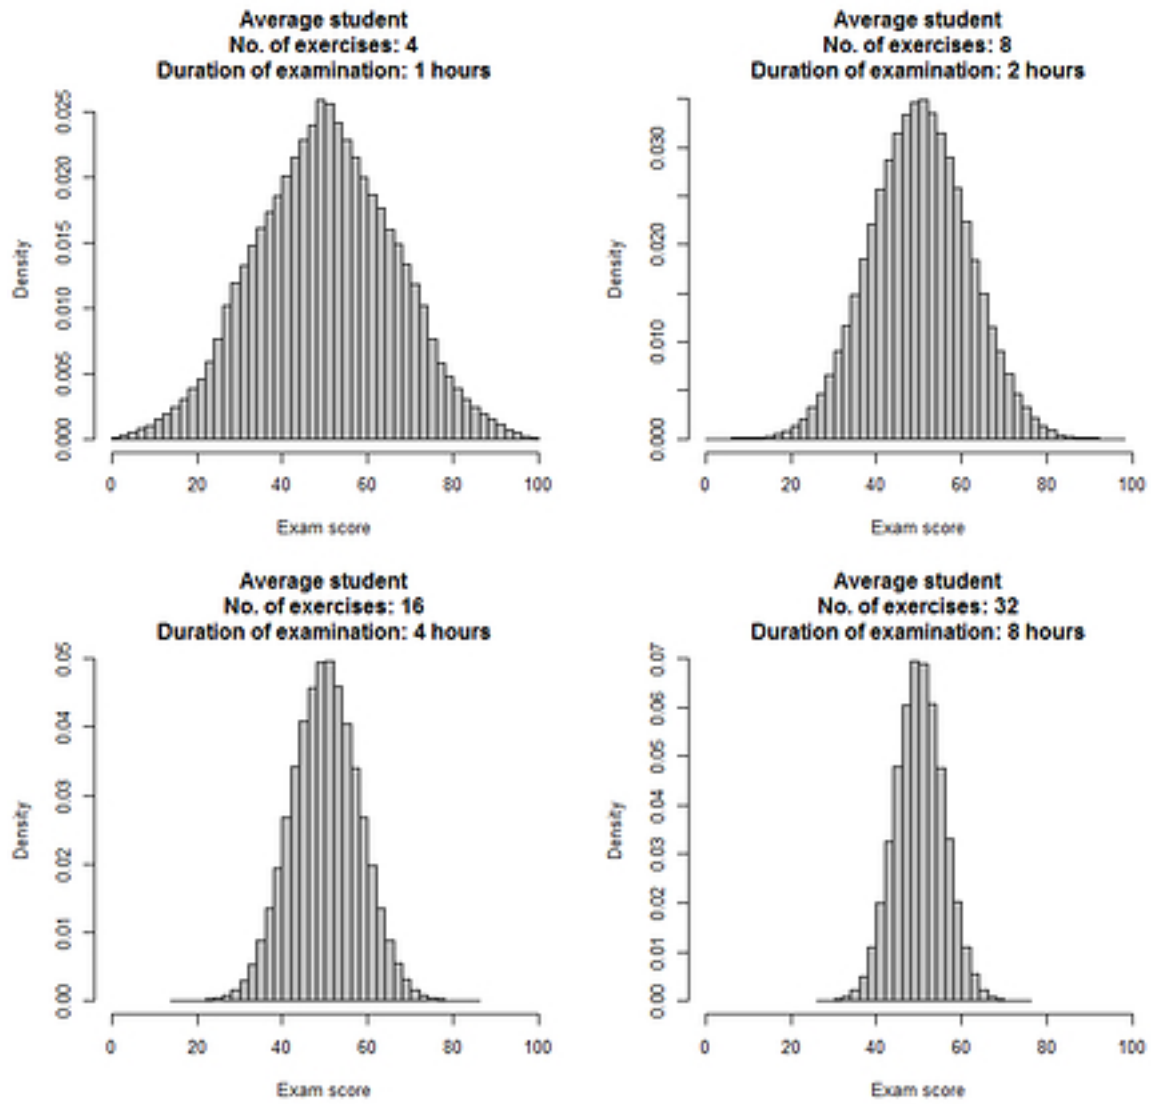 Average student
No. of exercises: 4
Duration of examination: 1 hours
Density
0.025
0.020
0.015
0.010
0.005
0.000
0 20 40 60 80 100
Exam score
Average student
No. of exercises: 8
Duration of examination: 2 hours
Density
0.030
0.020
0.010
0.000
0 20 40 60 80 100
Exam score
Average student
No. of exercises: 16
Duration of examination: 4 hours
Density
0.05
0.04
0.03
0.02
0.01
0.00
0 20 40 60 80 100
Exam score
Average student
No. of exercises: 32
Duration of examination: 8 hours
Density
0.07
0.06
0.05
0.04
0.03
0.02
0.01
0.00
0 20 40 60 80 100
Exam score